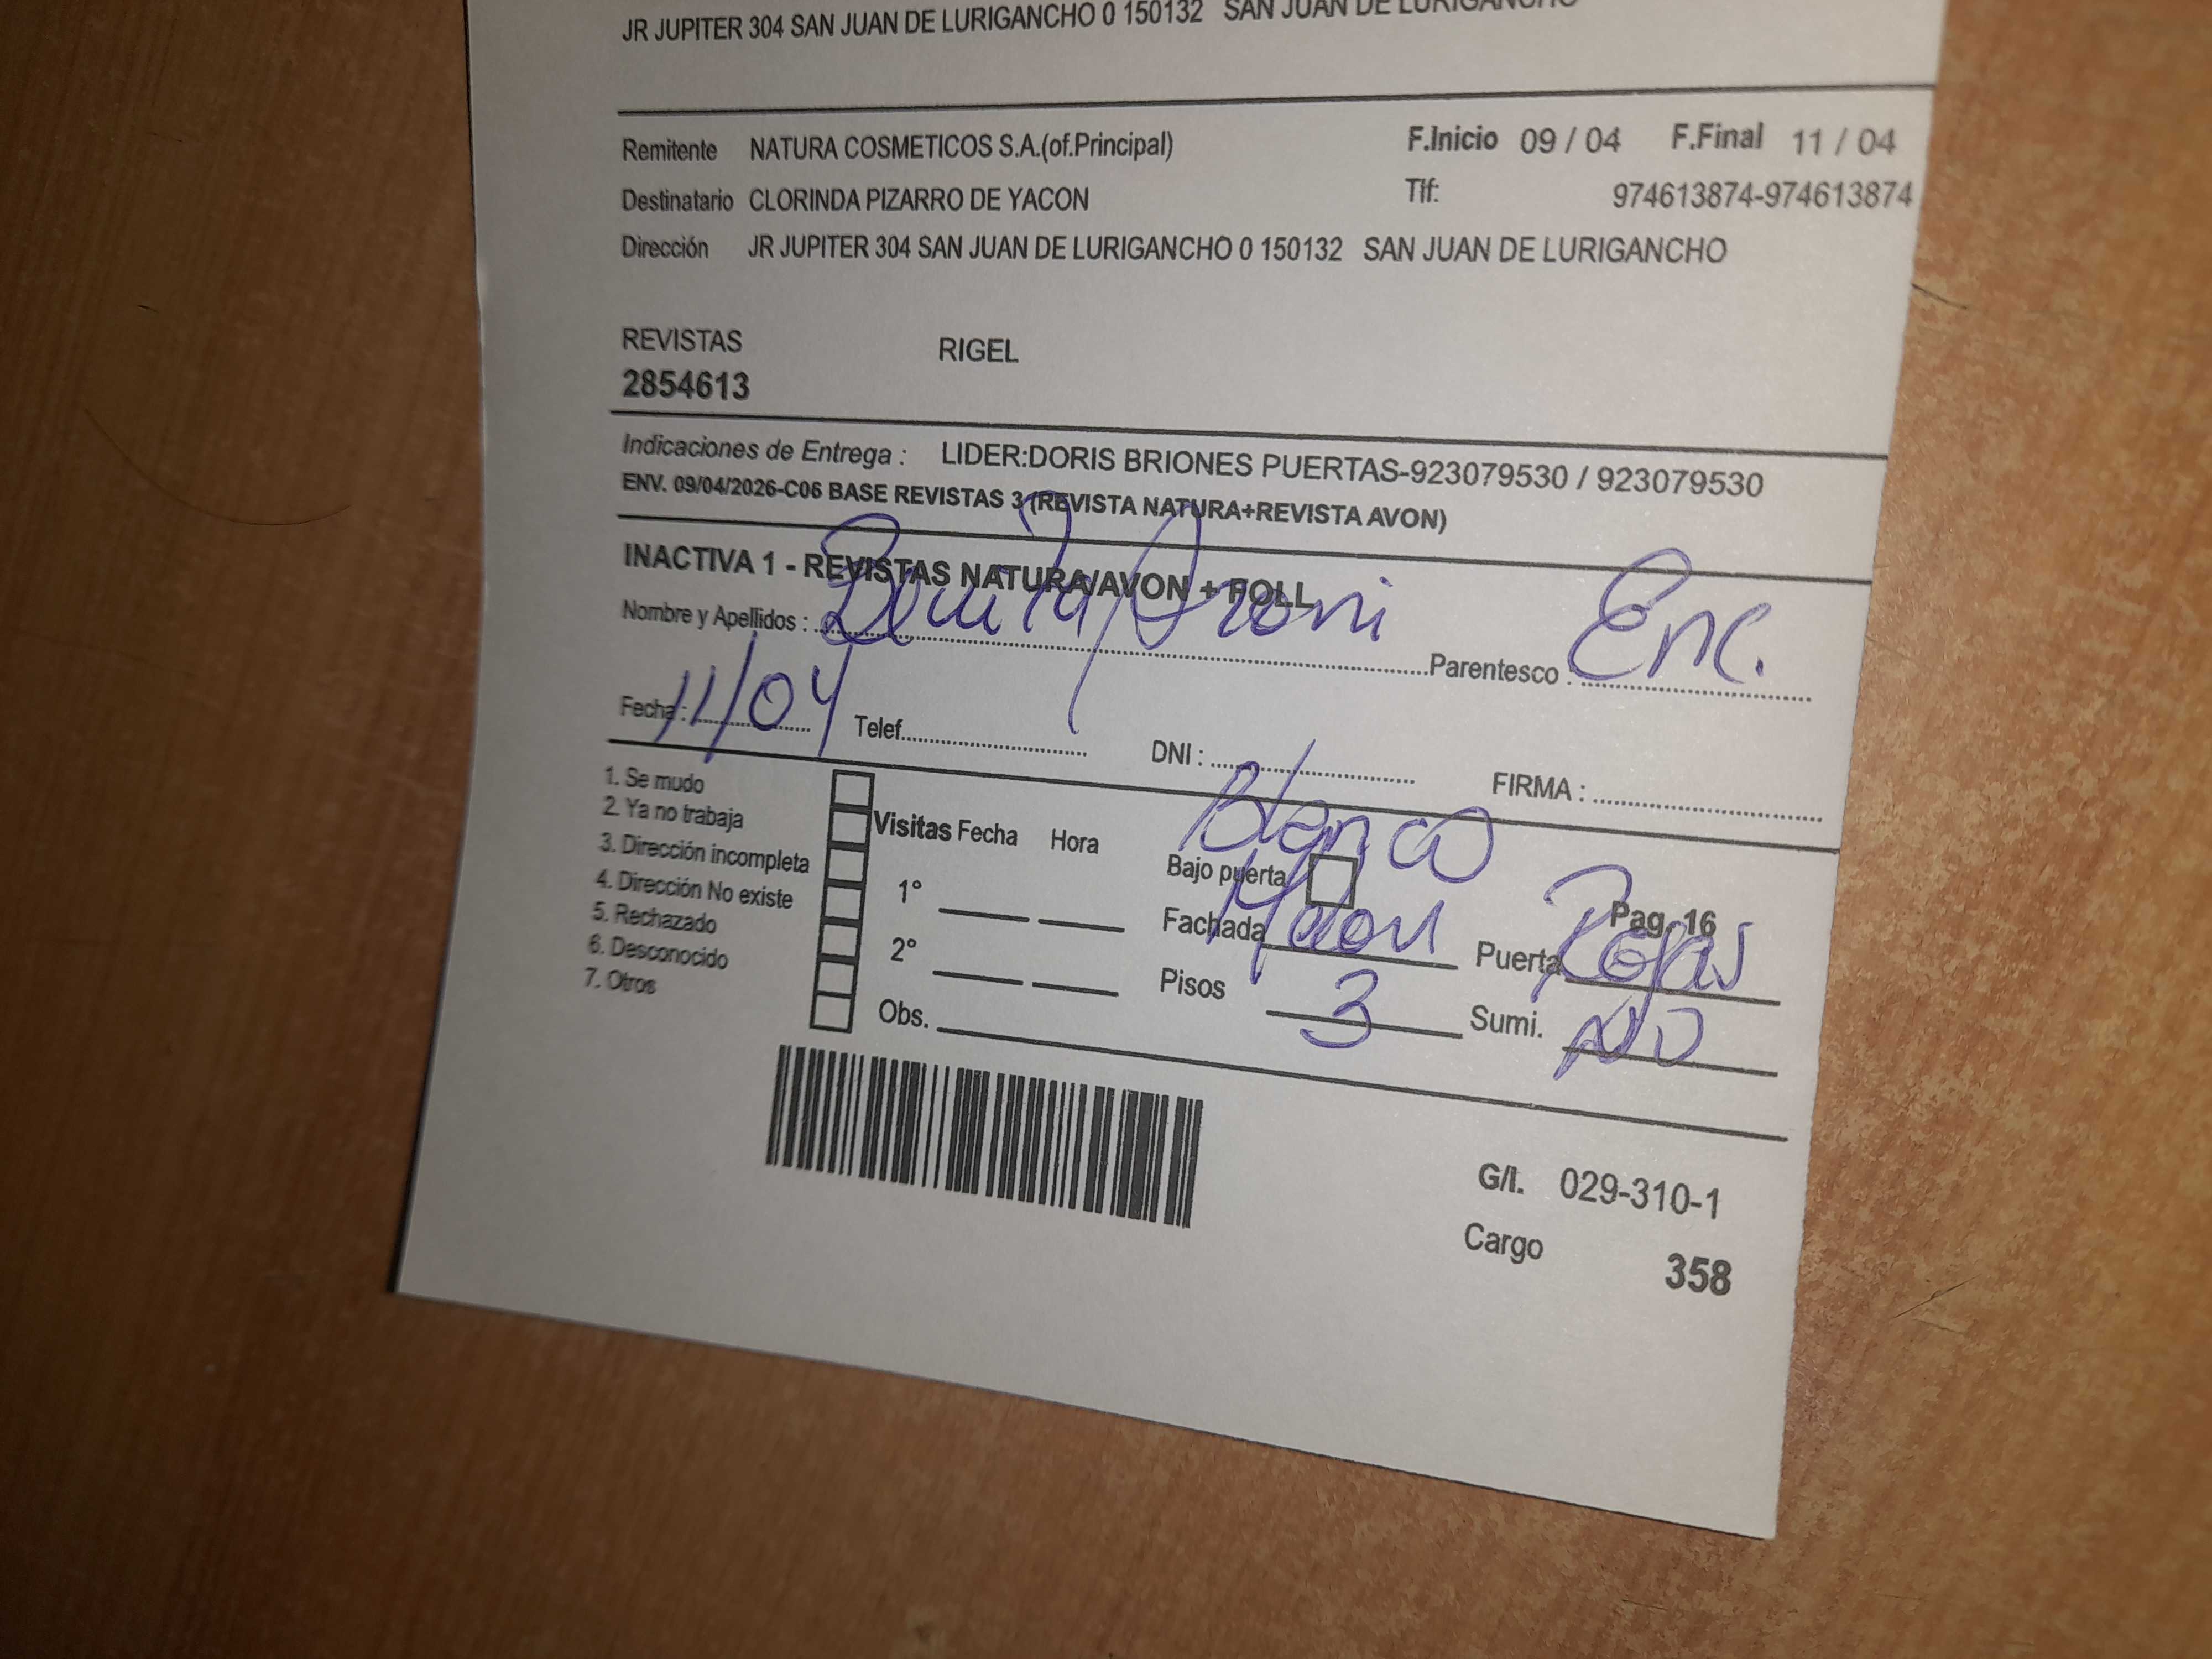 JR JUPITER 304 SAN JUAN DE LURIGANCHO 0 150132 SAN JUAN DE LURIGANCHO
Remitente NATURA COSMETICOS S.A.(of.Principal) F.Inicio 09 / 04 F.Final 11 / 04
Destinatario CLORINDA PIZARRO DE YACON Tlf: 974613874-974613874
Dirección JR JUPITER 304 SAN JUAN DE LURIGANCHO 0 150132 SAN JUAN DE LURIGANCHO
REVISTAS RIGEL
2854613
Indicaciones de Entrega : LIDER:DORIS BRIONES PUERTAS-923079530 / 923079530
ENV. 09/04/2026-C06 BASE REVISTAS 3 (REVISTA NATURA+REVISTA AVON)
INACTIVA 1 - REVISTAS NATURA/AVON + FOLL
Nombre y Apellidos : Benita Aroni Parentesco : Enc.
Fecha : 11/04 Telef. DNI : FIRMA :
1. Se mudo
2. Ya no trabaja
3. Dirección incompleta
4. Dirección No existe
5. Rechazado
6. Desconocido
7. Otros
Visitas Fecha Hora
1°
2°
Obs.
Blanco
Bajo puerta Pag. 16
Fachada Puerta Rejas
Pisos 3 Sumi. NO
G/I. 029-310-1
Cargo 358